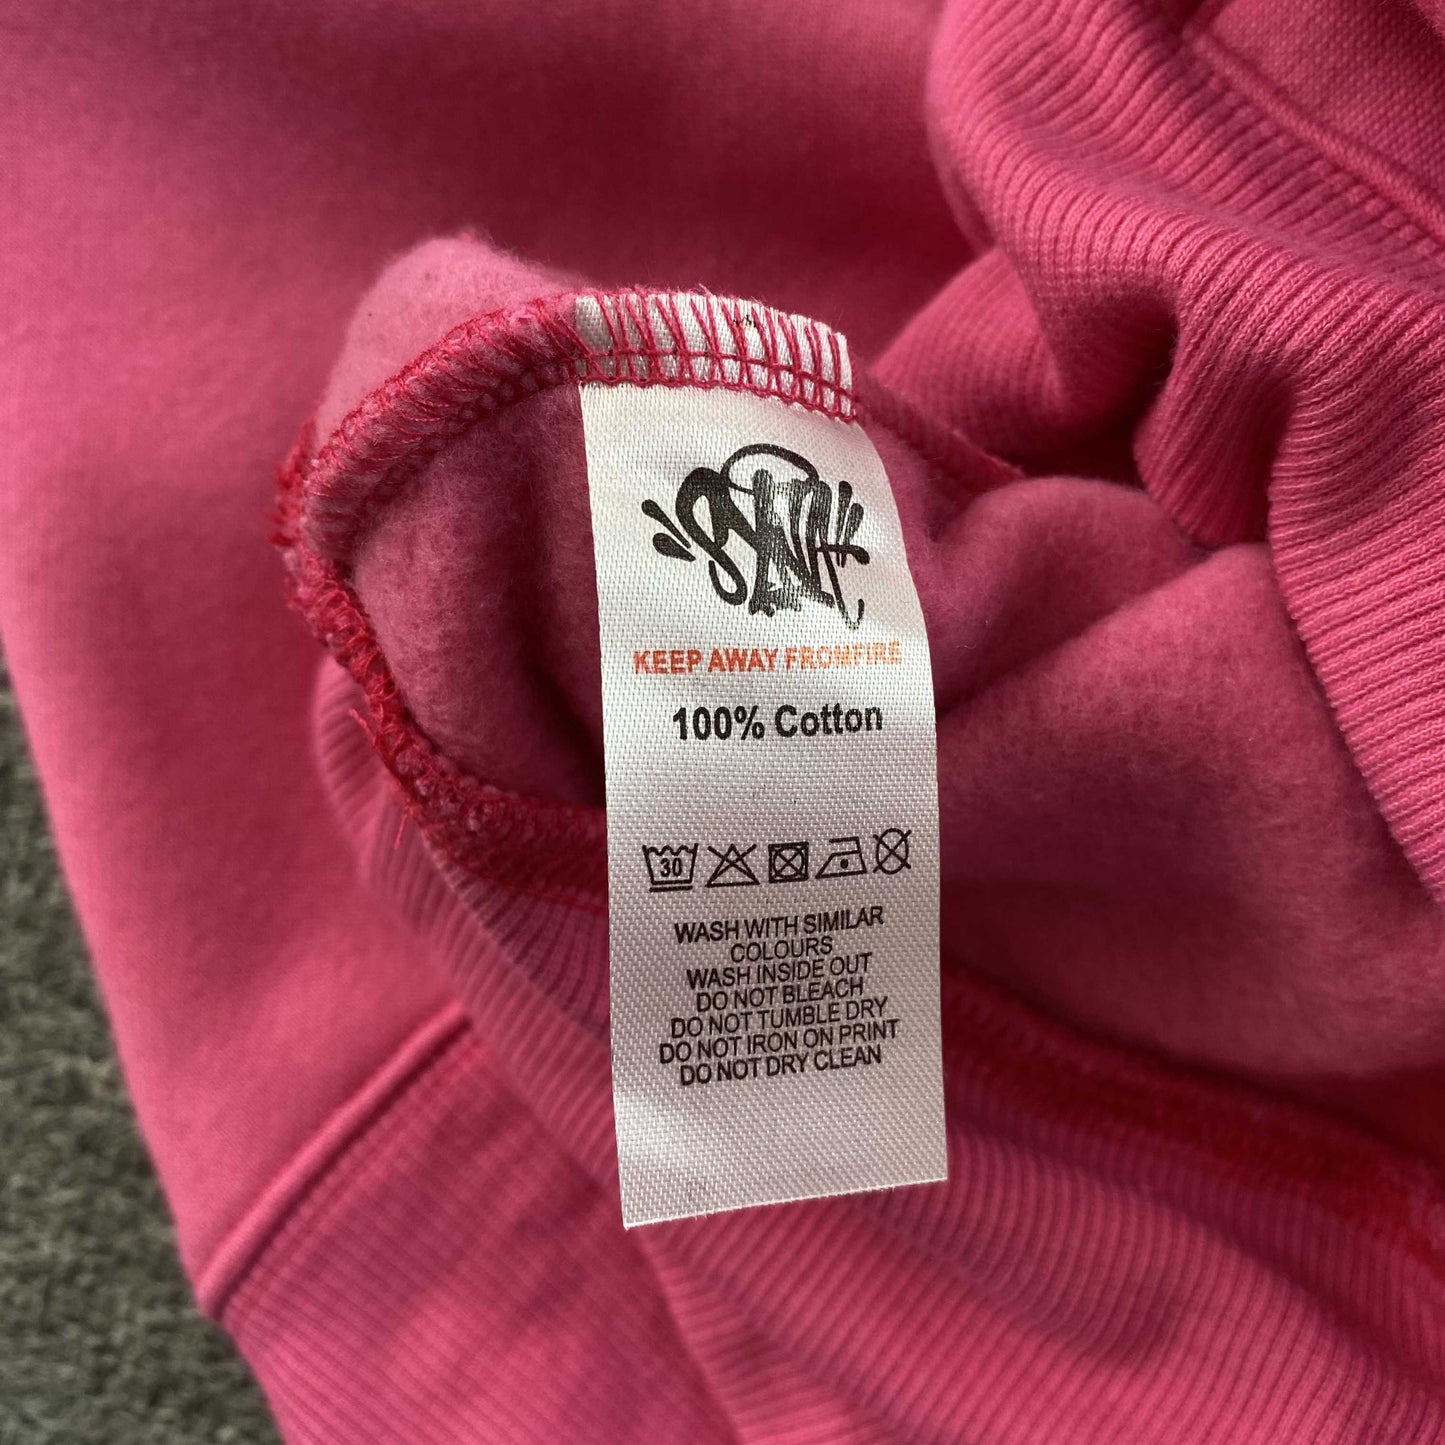 SYNA
KEEP AWAY FROMFIRE
100% Cotton
30
WASH WITH SIMILAR
COLOURS
WASH INSIDE OUT
DO NOT BLEACH
DO NOT TUMBLE DRY
DO NOT IRON ON PRINT
DO NOT DRY CLEAN